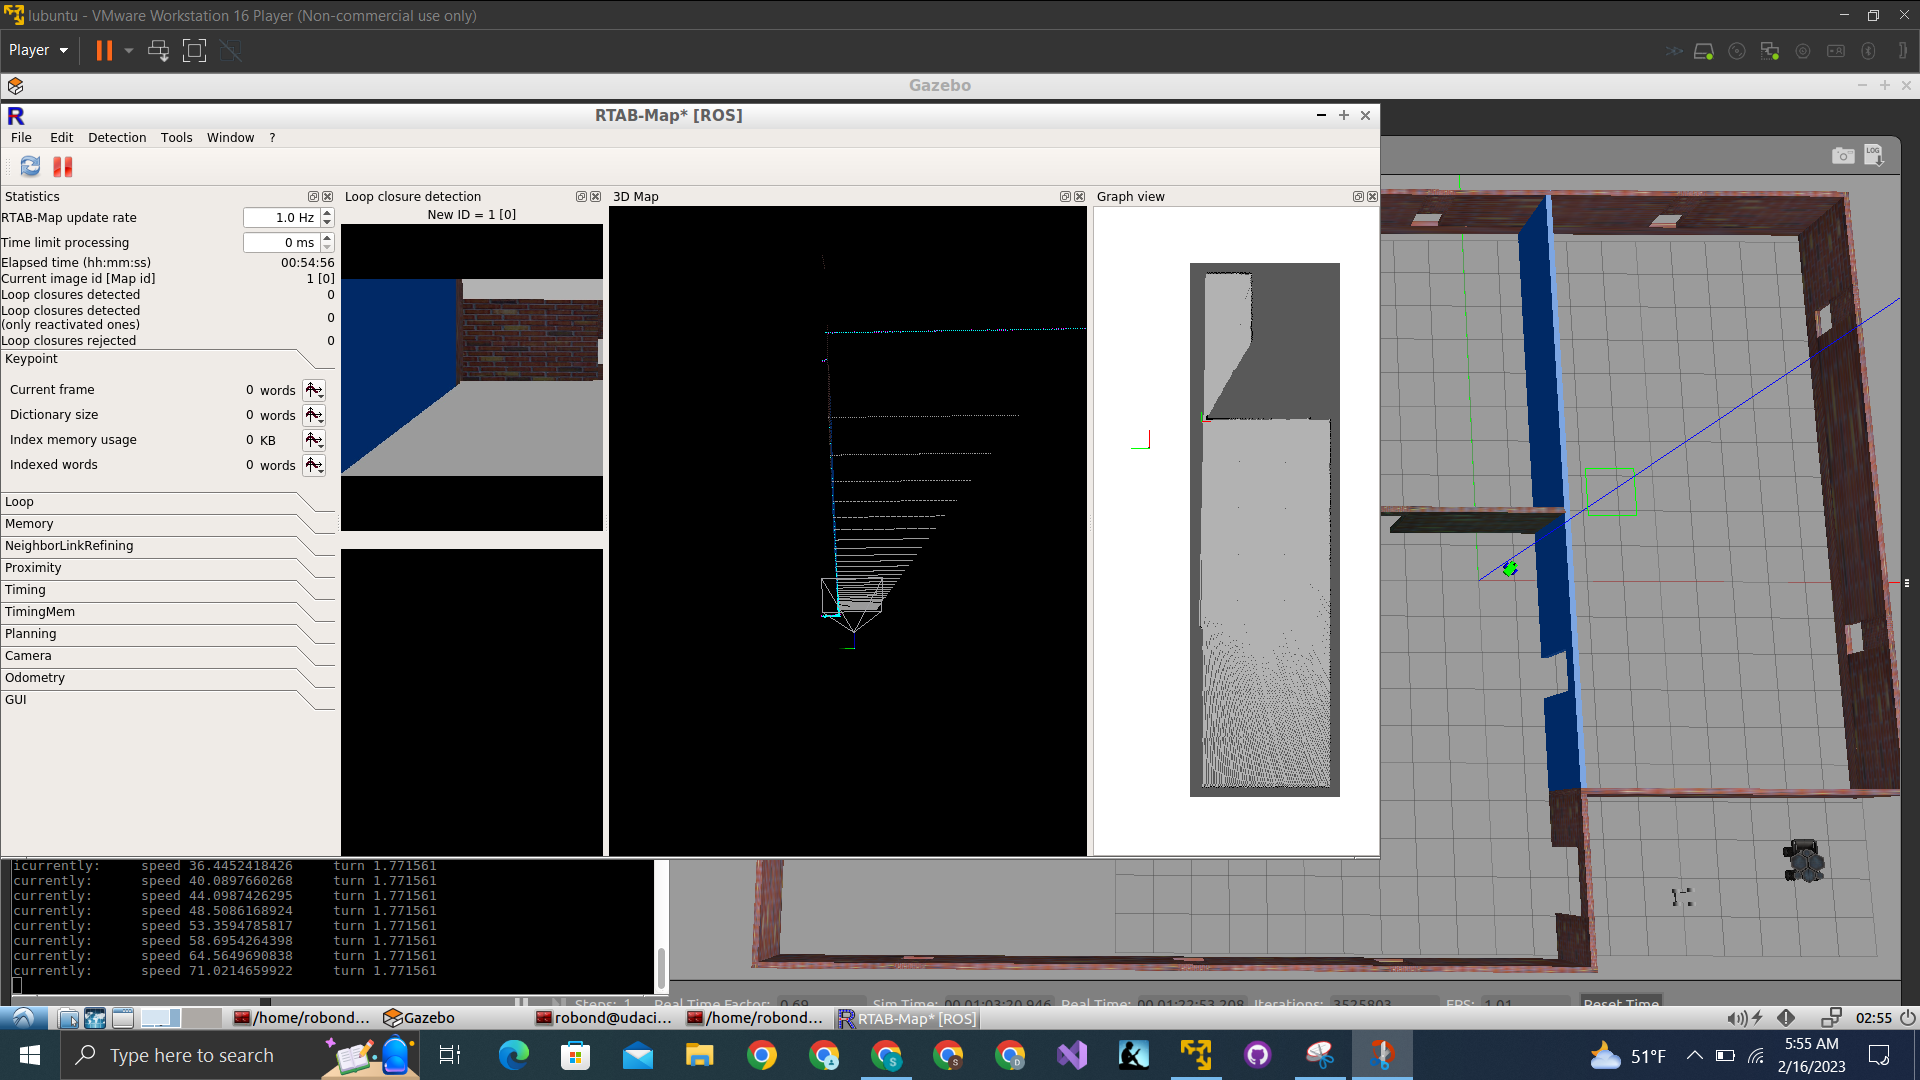 lubuntu - VMware Workstation 16 Player (Non-commercial use only)
Player
Gazebo
RTAB-Map* [ROS]
File Edit Detection Tools Window ?
LOG
Statistics
RTAB-Map update rate 1.0 Hz
Time limit processing 0 ms
Elapsed time (hh:mm:ss) 00:54:56
Current image id [Map id] 1 [0]
Loop closures detected 0
Loop closures detected
(only reactivated ones) 0
Loop closures rejected 0
Keypoint
Current frame 0 words
Dictionary size 0 words
Index memory usage 0 KB
Indexed words 0 words
Loop
Memory
NeighborLinkRefining
Proximity
Timing
TimingMem
Planning
Camera
Odometry
GUI
Loop closure detection
New ID = 1 [0]
3D Map
Graph view
icurrently: speed 36.4452418426 turn 1.771561
currently: speed 40.0897660268 turn 1.771561
currently: speed 44.0987426295 turn 1.771561
currently: speed 48.5086168924 turn 1.771561
currently: speed 53.3594785817 turn 1.771561
currently: speed 58.6954264398 turn 1.771561
currently: speed 64.5649690838 turn 1.771561
currently: speed 71.0214659922 turn 1.771561
Steps: 1 Real Time Factor: 0.69 Sim Time: 00 01:03:20.946 Real Time: 00 01:22:53.208 Iterations: 3525803 FPS: 1.01 Reset Time
/home/robond... Gazebo robond@udaci... /home/robond... RTAB-Map* [ROS] 02:55
Type here to search
51°F
5:55 AM
2/16/2023